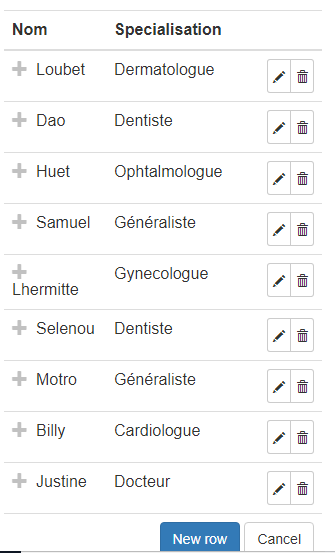 Nom Specialisation
Loubet Dermatologue
Dao Dentiste
Huet Ophtalmologue
Samuel Généraliste
Lhermitte Gynecologue
Selenou Dentiste
Motro Généraliste
Billy Cardiologue
Justine Docteur
New row Cancel